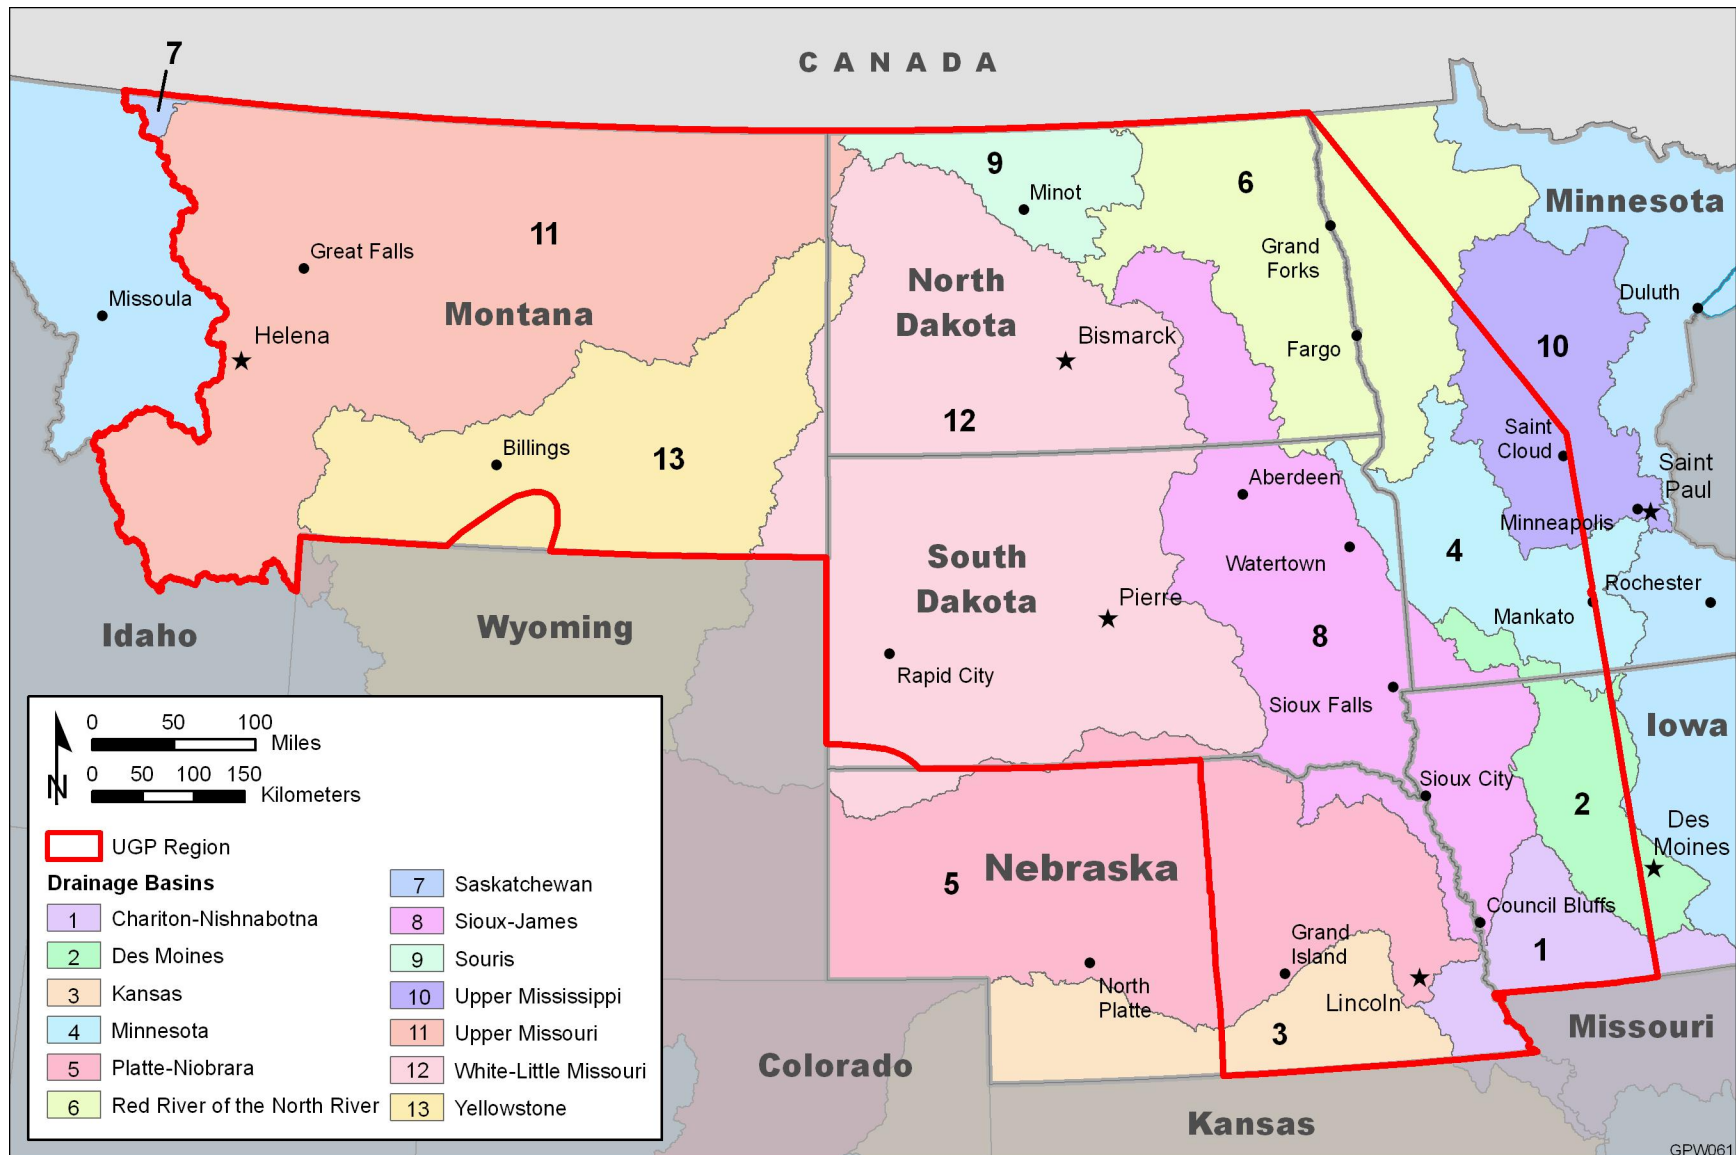 7
CANADA
9
Minot
6
Minnesota
11
Great Falls
Grand
Forks
Missoula
North
Dakota
Duluth
Montana
Helena
Bismarck
Fargo
10
12
Saint
Cloud
Billings
13
Saint
Paul
Aberdeen
Minneapolis
South
Dakota
Watertown
4
Pierre
Rochester
Mankato
Idaho
Wyoming
8
Rapid City
Sioux Falls
Iowa
Sioux City
2
Des
Moines
Nebraska
5
Council Bluffs
Grand
Island
1
North
Platte
Lincoln
3
Missouri
Colorado
Kansas
0 50 100
Miles
0 50 100 150
Kilometers
N
UGP Region
Drainage Basins
1 Chariton-Nishnabotna
2 Des Moines
3 Kansas
4 Minnesota
5 Platte-Niobrara
6 Red River of the North River
7 Saskatchewan
8 Sioux-James
9 Souris
10 Upper Mississippi
11 Upper Missouri
12 White-Little Missouri
13 Yellowstone
GPW061